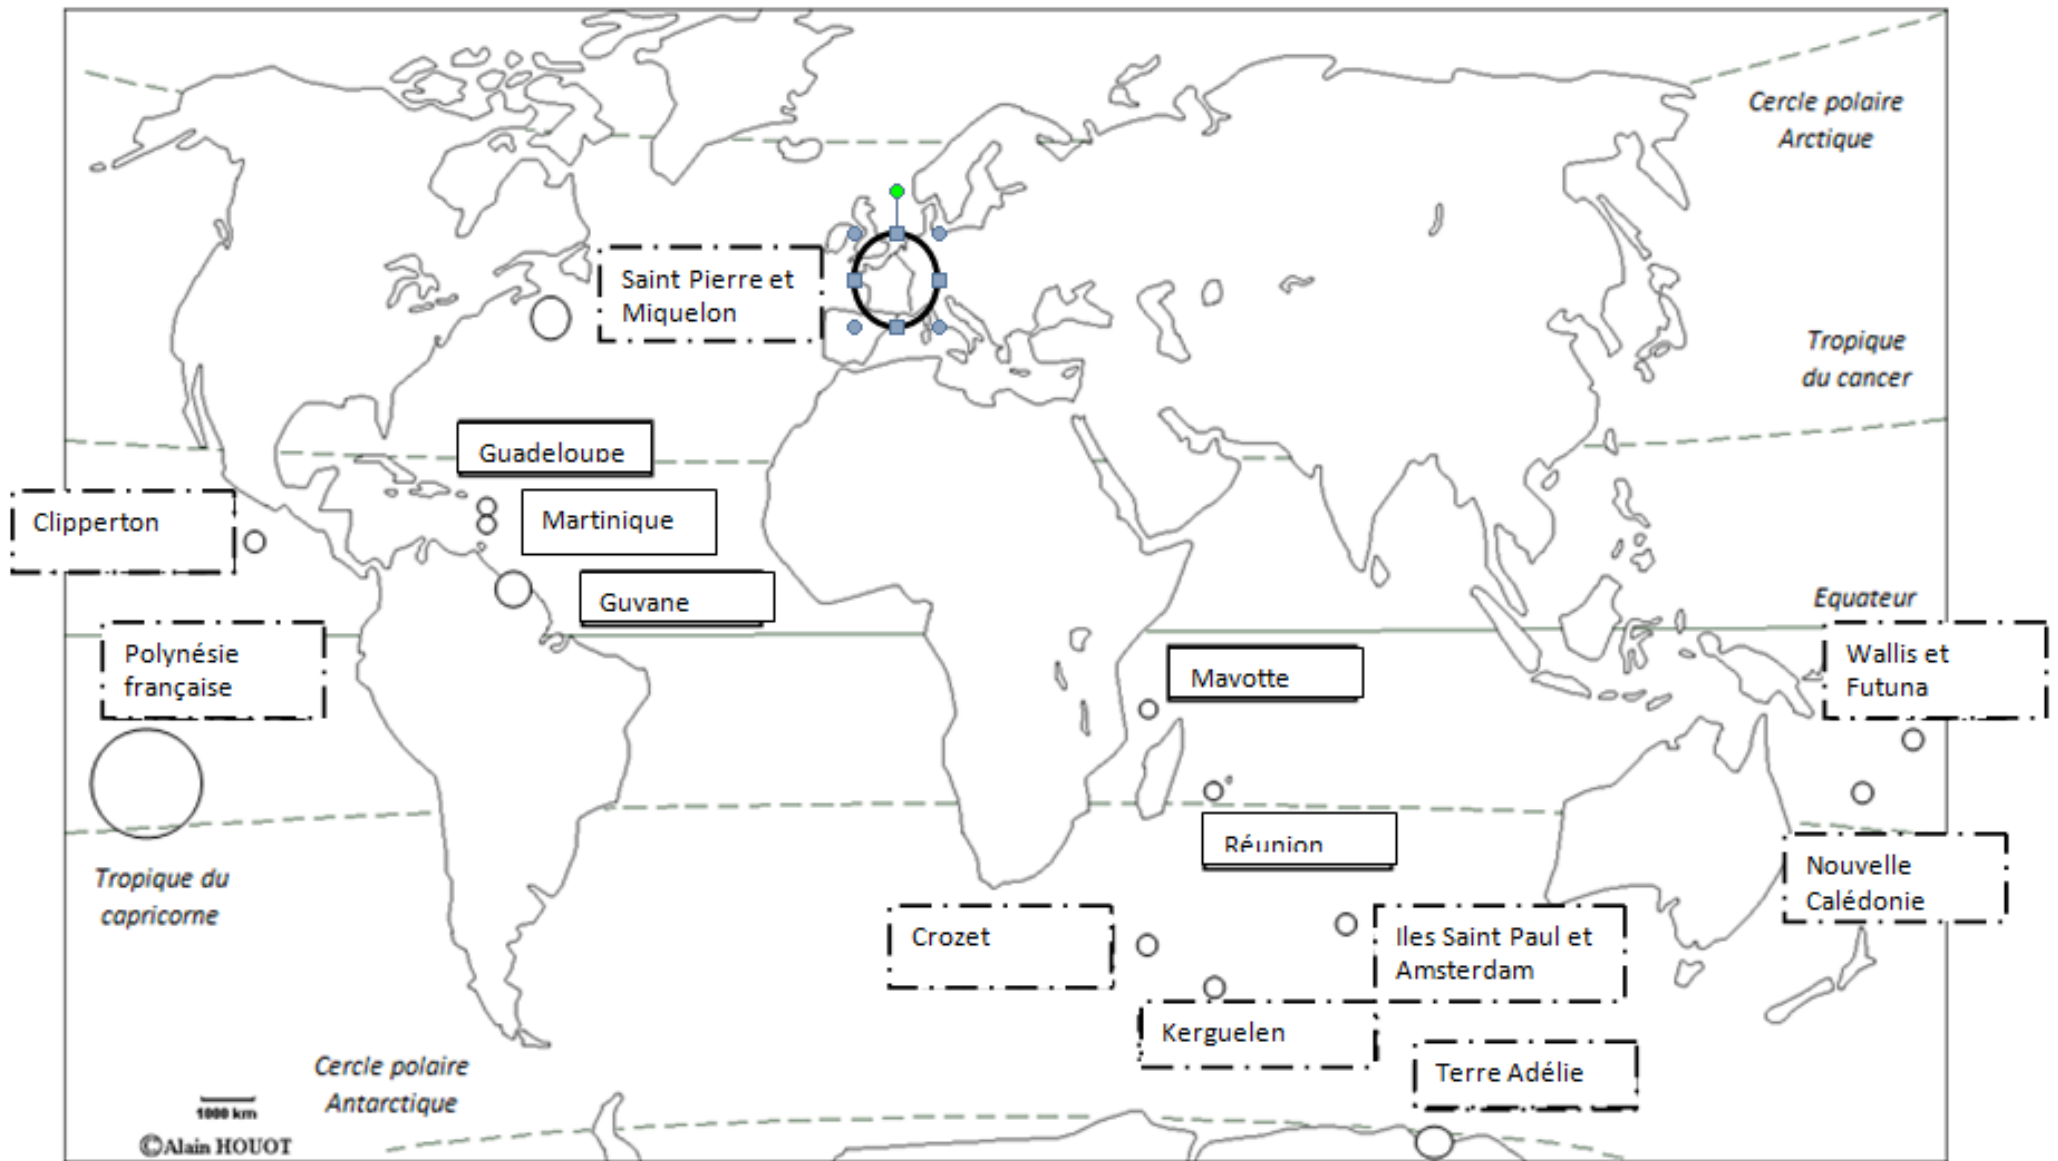 Cercle polaire
Arctique
Saint Pierre et
Miquelon
Tropique
du cancer
Guadeloupe
Clipperton
Martinique
Guyane
Equateur
Polynésie
française
Mayotte
Wallis et
Futuna
Réunion
Tropique du
capricorne
Nouvelle
Calédonie
Crozet
Iles Saint Paul et
Amsterdam
Kerguelen
Terre Adélie
Cercle polaire
Antarctique
1000 km
©Alain HOUOT